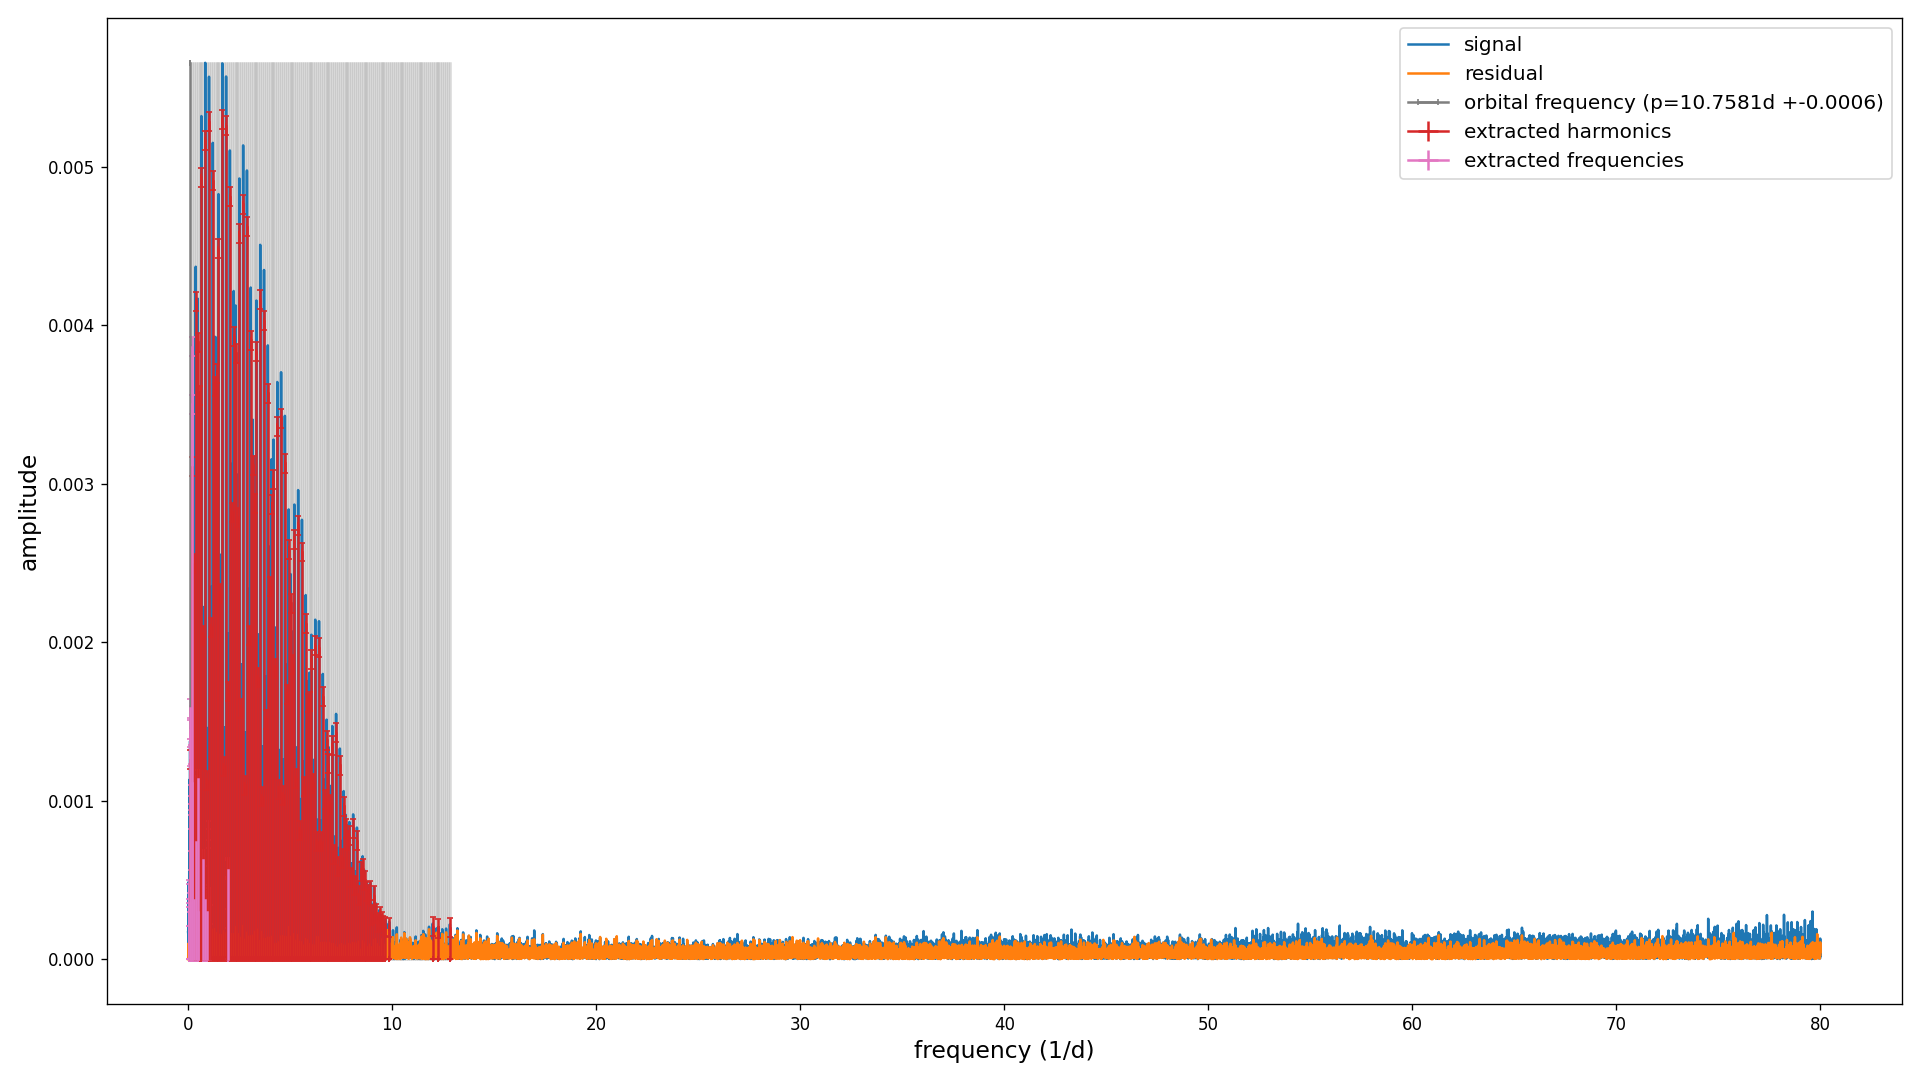 signal
residual
orbital frequency (p=10.7581d +-0.0006)
extracted harmonics
extracted frequencies
amplitude
0.005
0.004
0.003
0.002
0.001
0.000
0 10 20 30 40 50 60 70 80
frequency (1/d)